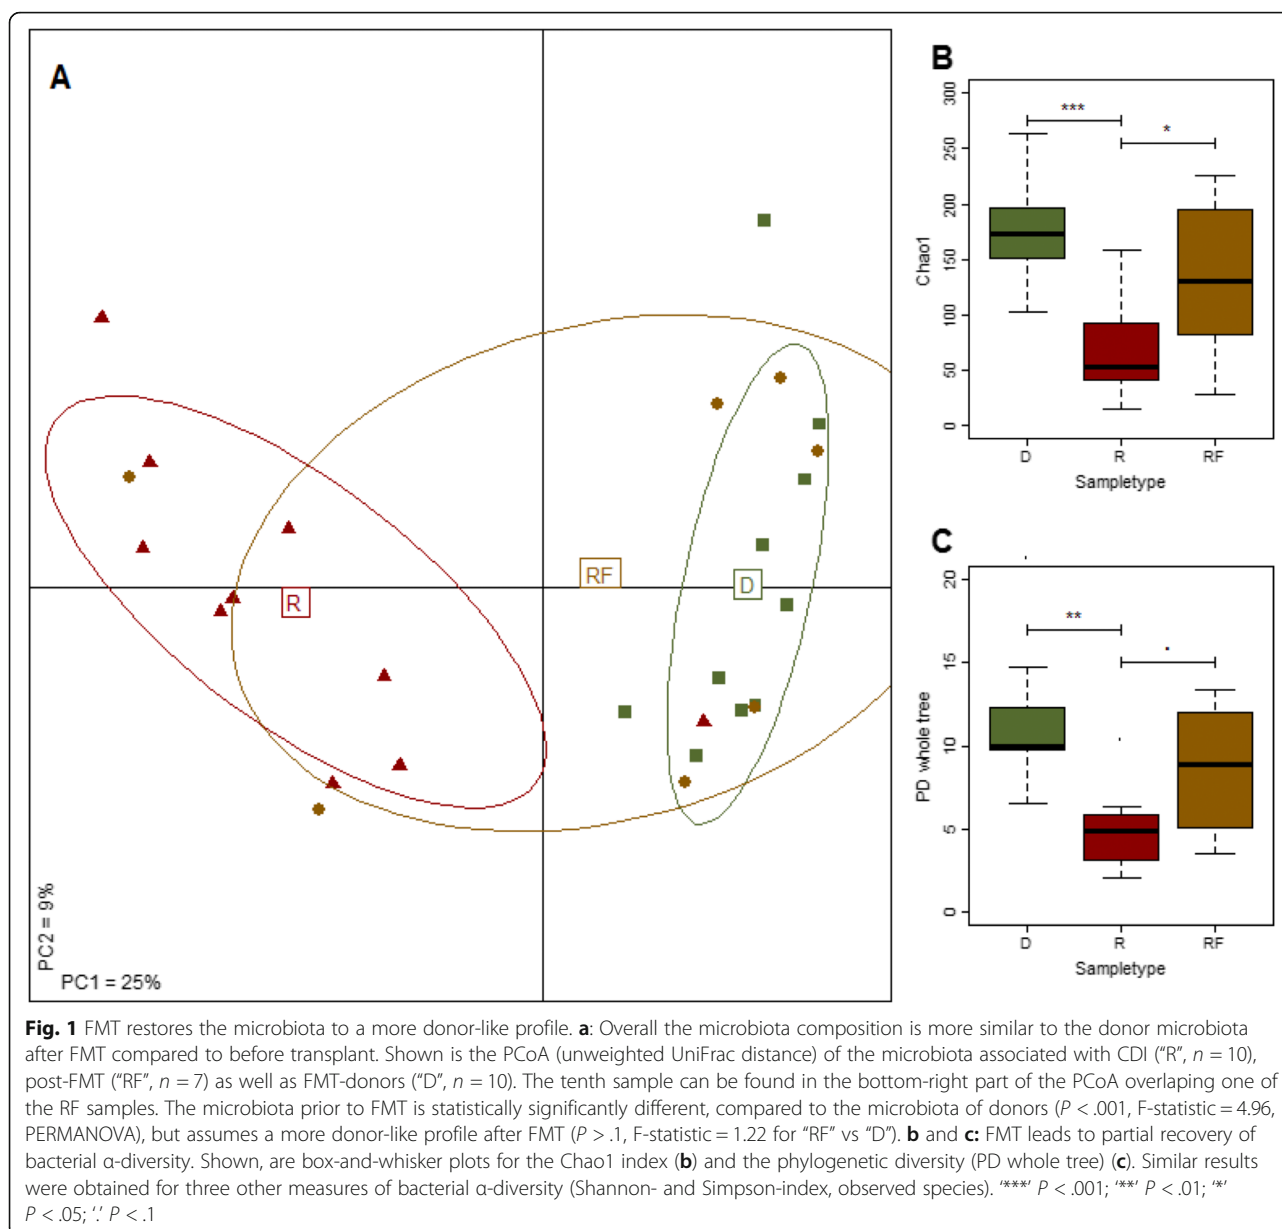 A
R
RF
D
PC2 = 9%
PC1 = 25%
B
300
250
200
150
100
50
0
Chao1
***
*
D R RF
Sampletype
C
20
15
10
5
0
PD whole tree
**
.
D R RF
Sampletype
Fig. 1 FMT restores the microbiota to a more donor-like profile. a: Overall the microbiota composition is more similar to the donor microbiota
after FMT compared to before transplant. Shown is the PCoA (unweighted UniFrac distance) of the microbiota associated with CDI (“R”, n = 10),
post-FMT (“RF”, n = 7) as well as FMT-donors (“D”, n = 10). The tenth sample can be found in the bottom-right part of the PCoA overlaping one of
the RF samples. The microbiota prior to FMT is statistically significantly different, compared to the microbiota of donors (P < .001, F-statistic = 4.96,
PERMANOVA), but assumes a more donor-like profile after FMT (P > .1, F-statistic = 1.22 for “RF” vs “D”). b and c: FMT leads to partial recovery of
bacterial α-diversity. Shown, are box-and-whisker plots for the Chao1 index (b) and the phylogenetic diversity (PD whole tree) (c). Similar results
were obtained for three other measures of bacterial α-diversity (Shannon- and Simpson-index, observed species). ‘***’ P < .001; ‘**’ P < .01; ‘*’
P < .05; ‘.’ P < .1